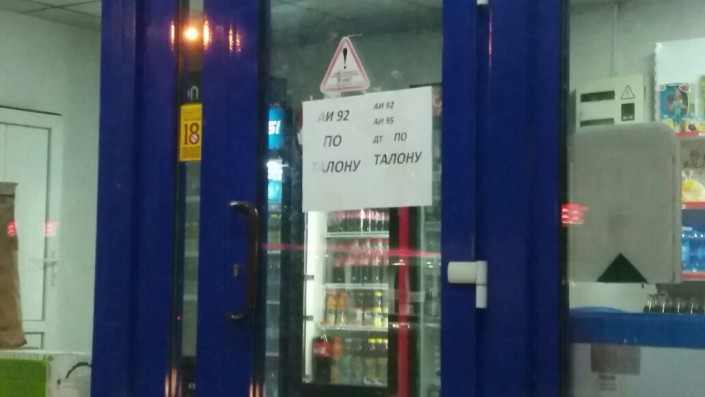 АИ 92
ПО
ТАЛОНУ
АИ 92
АИ 95
ДТ ПО
ТАЛОНУ
18